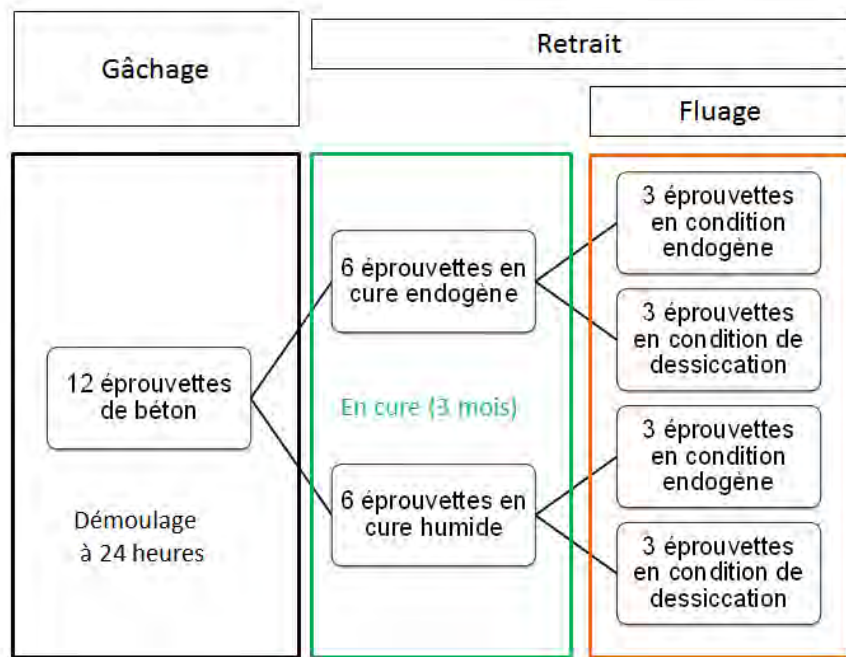 Gâchage
Retrait
Fluage
12 éprouvettes
de béton
Démoulage
à 24 heures
6 éprouvettes en
cure endogène
En cure (3 mois)
6 éprouvettes en
cure humide
3 éprouvettes
en condition
endogène
3 éprouvettes
en condition de
dessiccation
3 éprouvettes
en condition
endogène
3 éprouvettes
en condition de
dessiccation